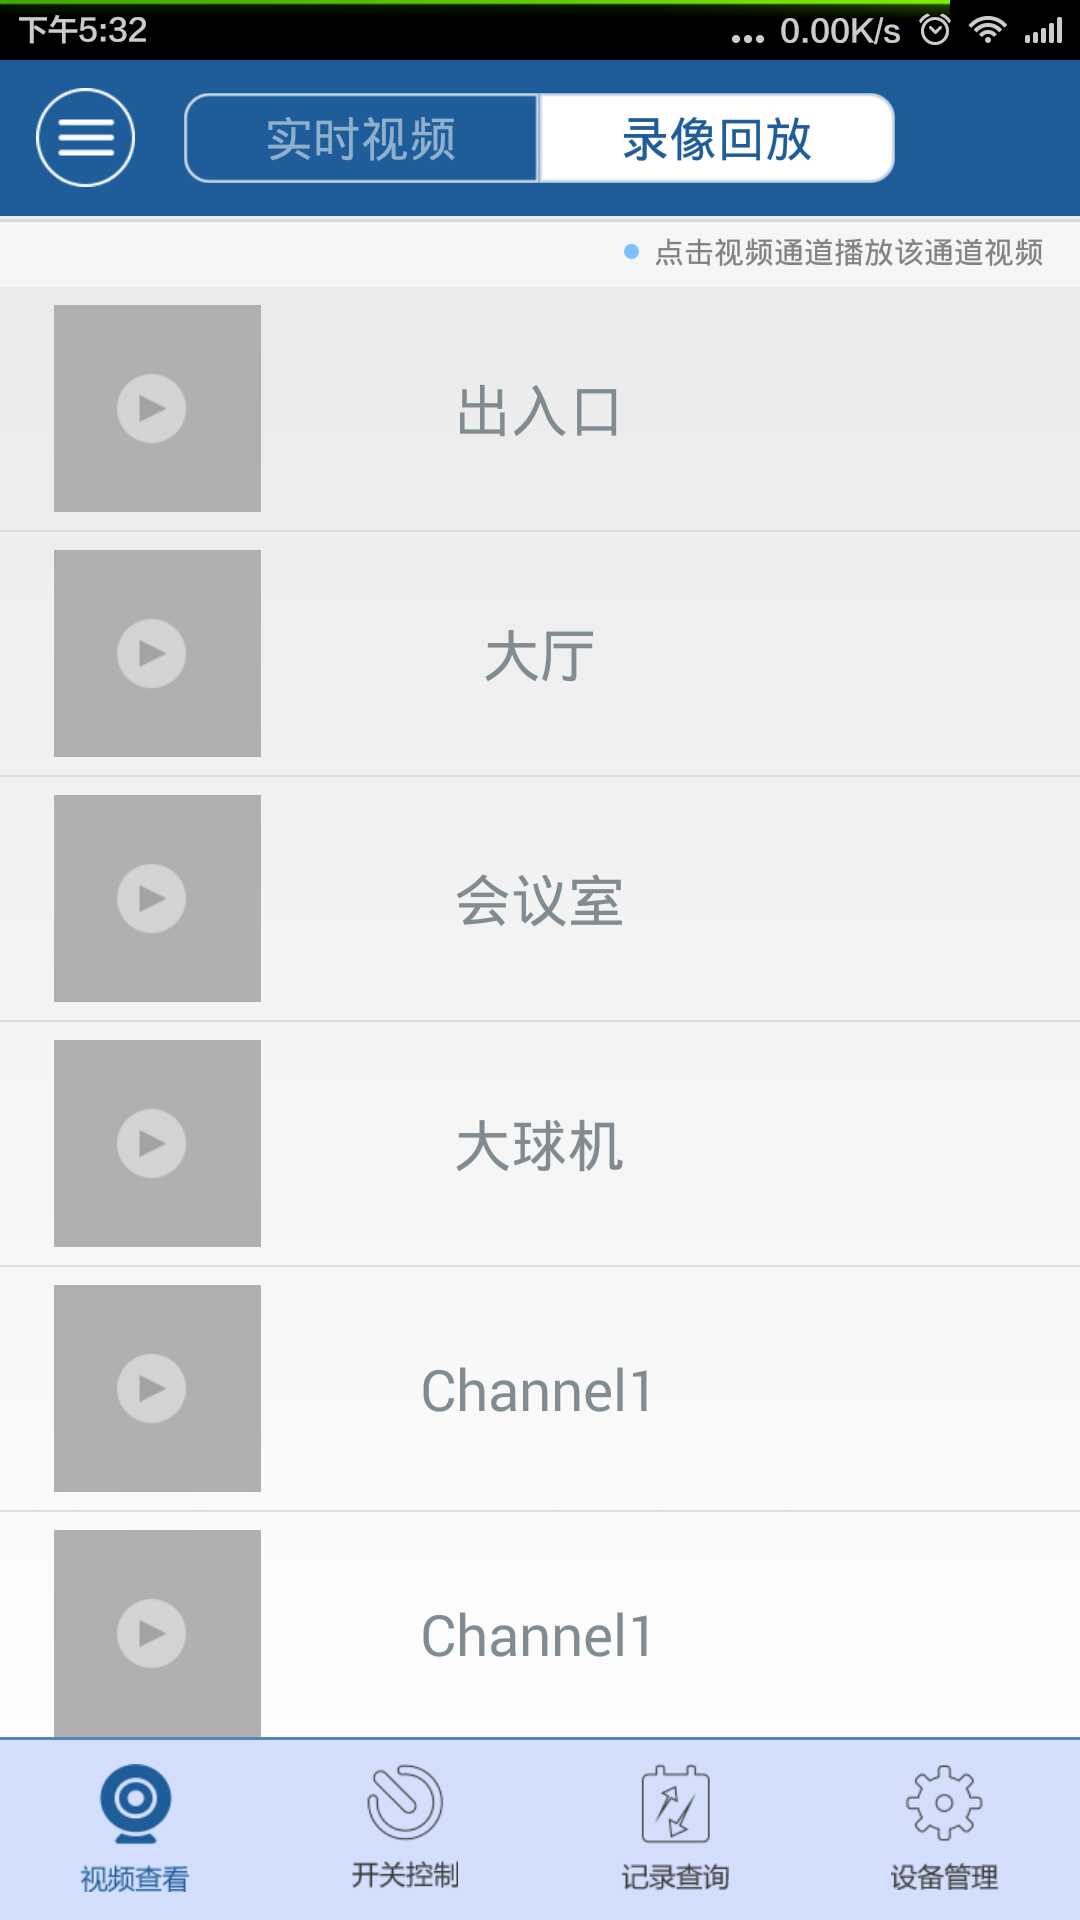 下午5:32 ... 0.00K/s
实时视频 录像回放
点击视频通道播放该通道视频
出入口
大厅
会议室
大球机
Channel1
Channel1
视频查看 开关控制 记录查询 设备管理